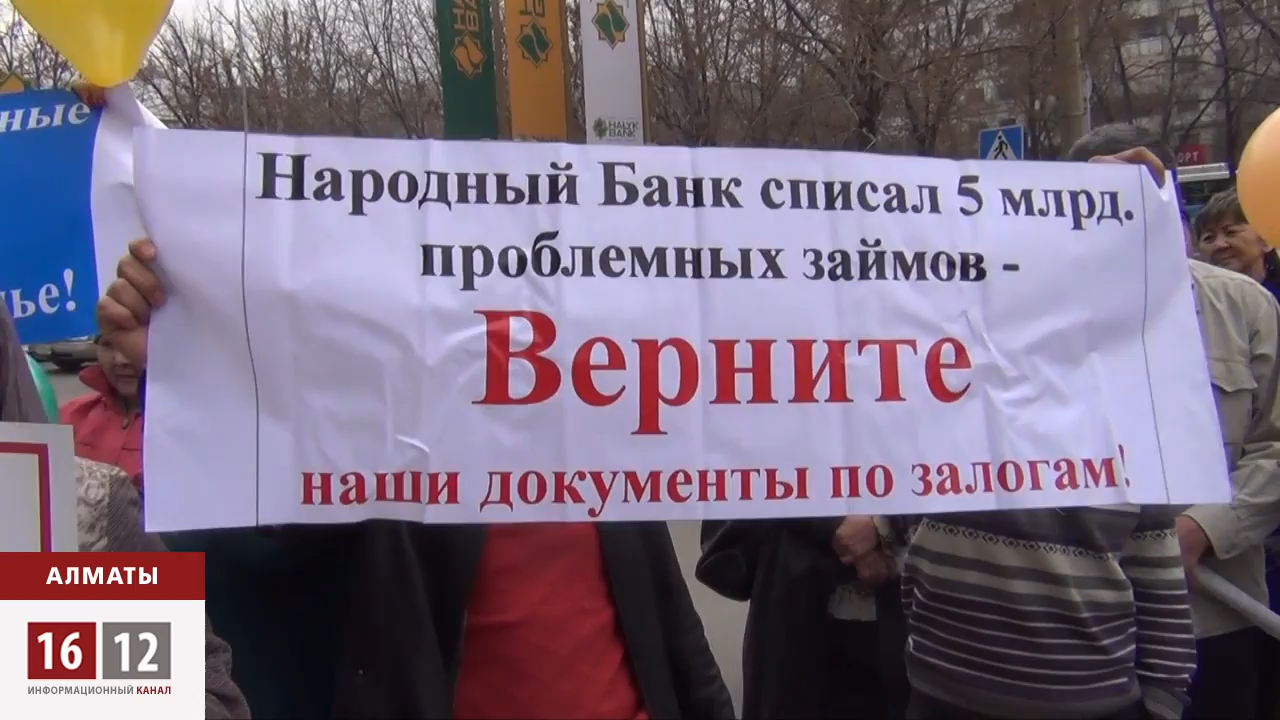 HALYK
BANK
ные
ье!
Народный Банк списал 5 млрд.
проблемных займов -
Верните
наши документы по залогам!
АЛМАТЫ
16 12
ИНФОРМАЦИОННЫЙ КАНАЛ